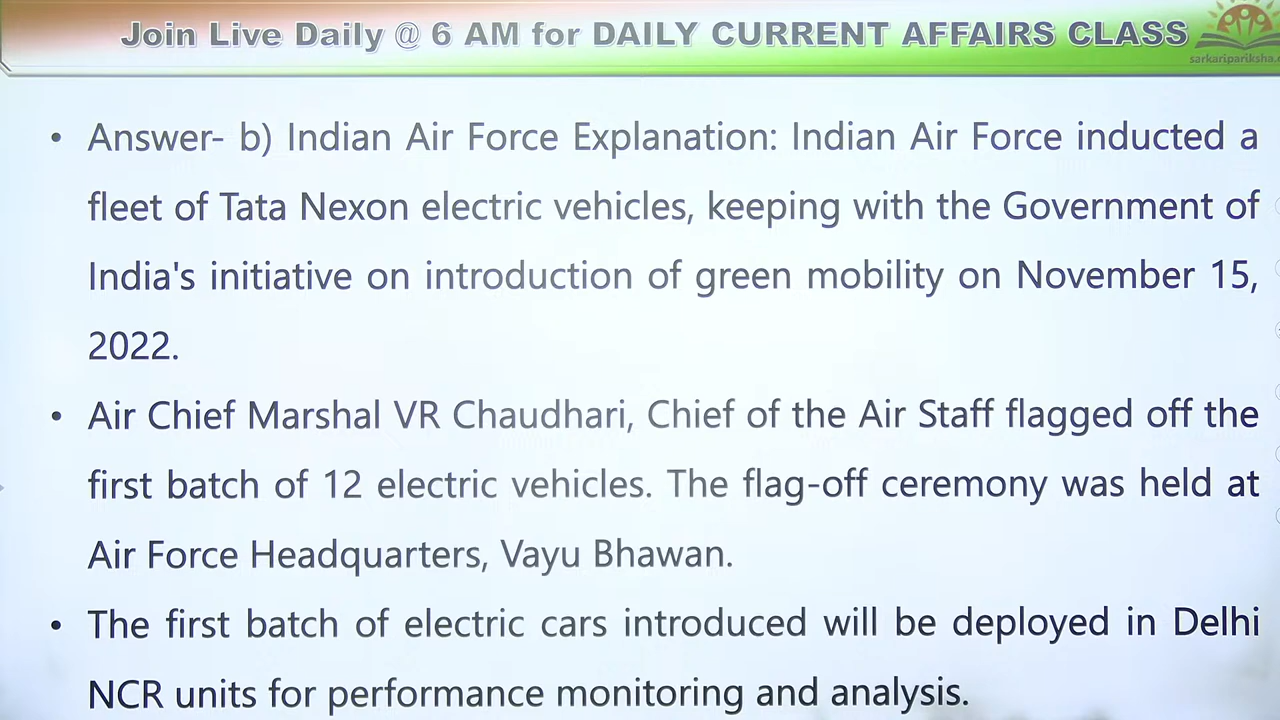 Join Live Daily @ 6 AM for DAILY CURRENT AFFAIRS CLASS
• Answer- b) Indian Air Force Explanation: Indian Air Force inducted a
fleet of Tata Nexon electric vehicles, keeping with the Government of
India's initiative on introduction of green mobility on November 15,
2022.
• Air Chief Marshal VR Chaudhari, Chief of the Air Staff flagged off the
first batch of 12 electric vehicles. The flag-off ceremony was held at
Air Force Headquarters, Vayu Bhawan.
• The first batch of electric cars introduced will be deployed in Delhi
NCR units for performance monitoring and analysis.